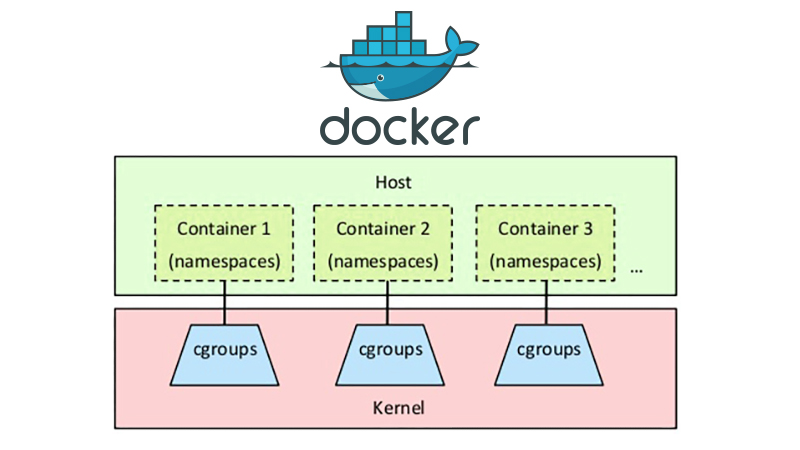 docker
Host
Container 1
(namespaces)
Container 2
(namespaces)
Container 3
(namespaces)
...
cgroups
cgroups
cgroups
Kernel